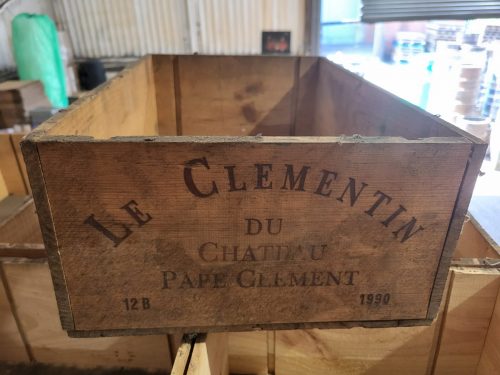 LE CLEMENTIN
DU
CHATEAU
PAPE CLEMENT
12 B
1990